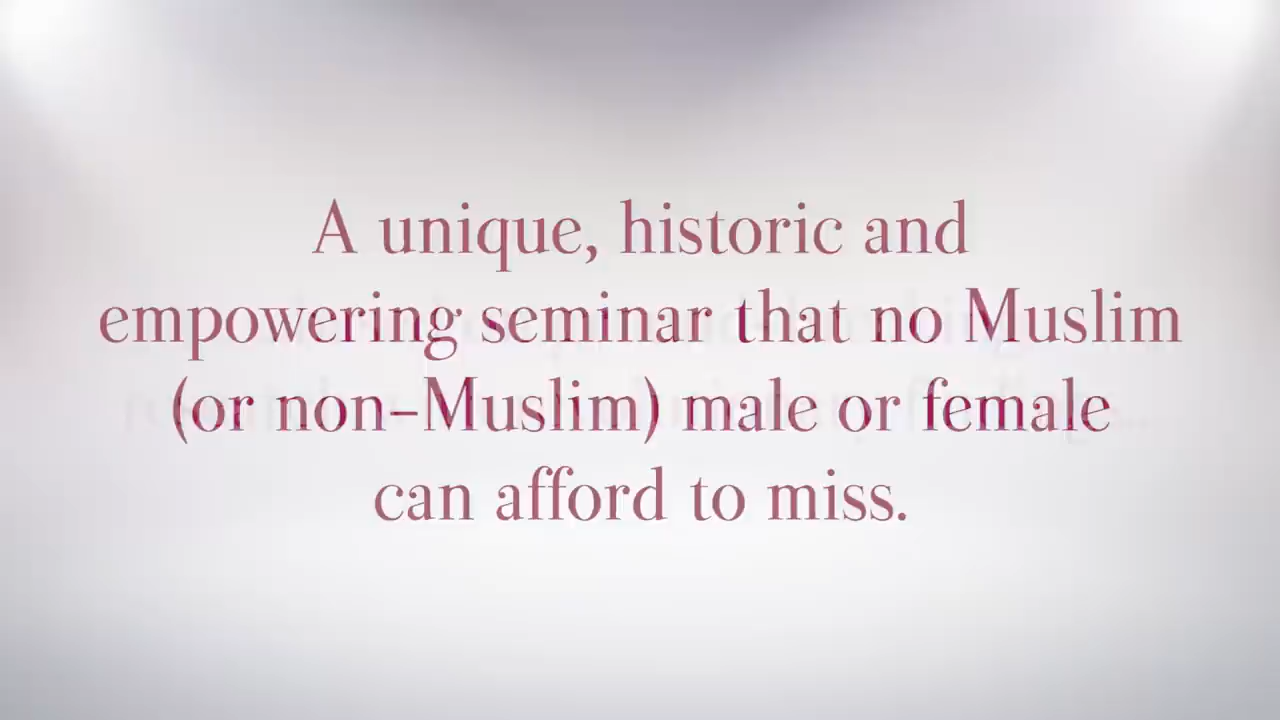 A unique, historic and
empowering seminar that no Muslim
(or non–Muslim) male or female
can afford to miss.